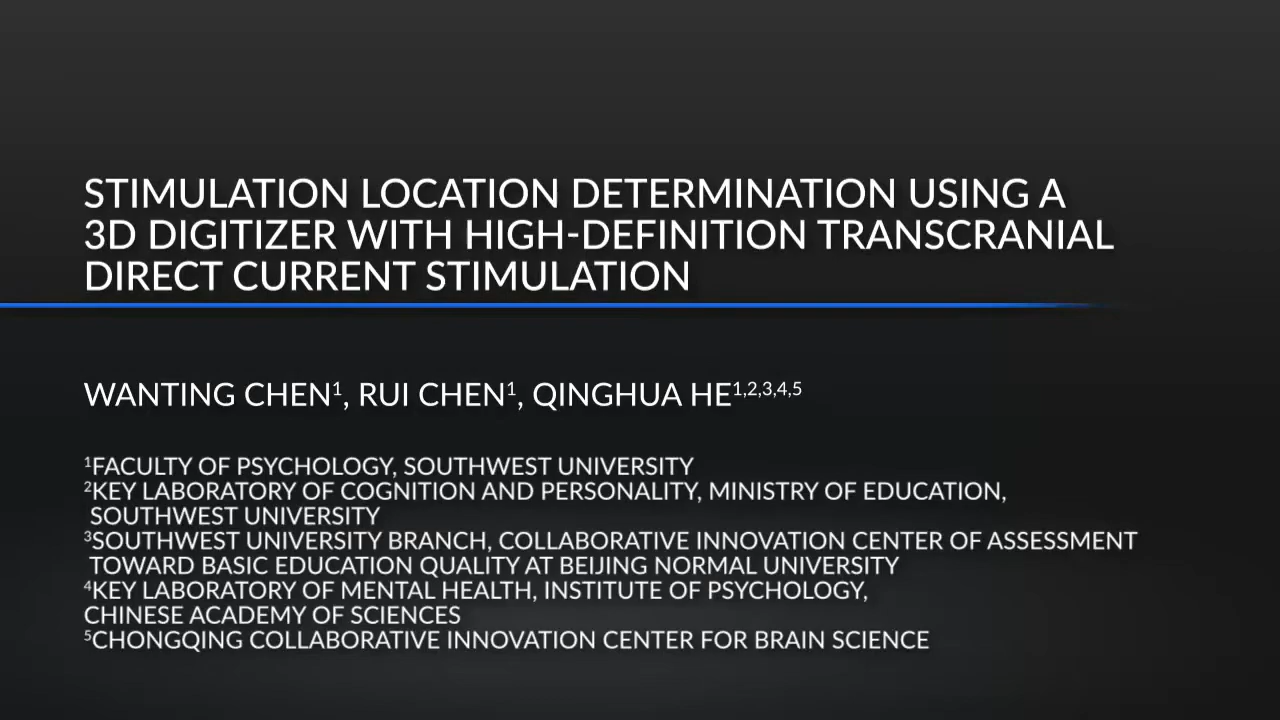 STIMULATION LOCATION DETERMINATION USING A
3D DIGITIZER WITH HIGH-DEFINITION TRANSCRANIAL
DIRECT CURRENT STIMULATION
WANTING CHEN¹, RUI CHEN¹, QINGHUA HE¹,²,³,⁴,⁵
¹FACULTY OF PSYCHOLOGY, SOUTHWEST UNIVERSITY
²KEY LABORATORY OF COGNITION AND PERSONALITY, MINISTRY OF EDUCATION,
SOUTHWEST UNIVERSITY
³SOUTHWEST UNIVERSITY BRANCH, COLLABORATIVE INNOVATION CENTER OF ASSESSMENT
TOWARD BASIC EDUCATION QUALITY AT BEIJING NORMAL UNIVERSITY
⁴KEY LABORATORY OF MENTAL HEALTH, INSTITUTE OF PSYCHOLOGY,
CHINESE ACADEMY OF SCIENCES
⁵CHONGQING COLLABORATIVE INNOVATION CENTER FOR BRAIN SCIENCE